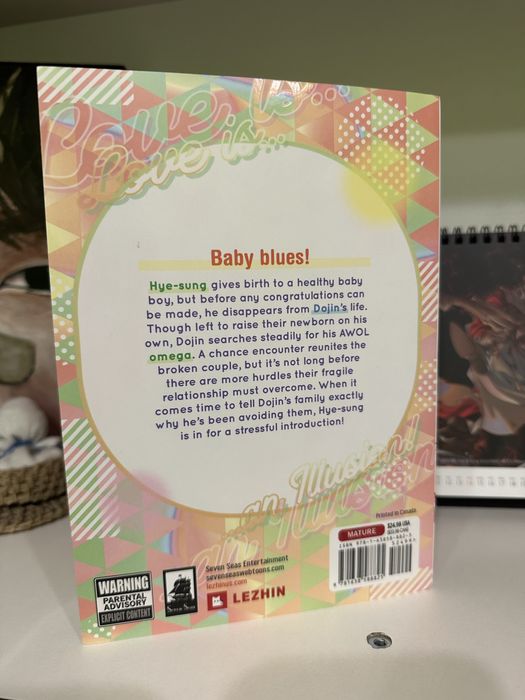 Love is...
Love is...
Baby blues!
Hye-sung gives birth to a healthy baby
boy, but before any congratulations can
be made, he disappears from Dojin's life.
Though left to raise their newborn on his
own, Dojin searches steadily for his AWOL
omega. A chance encounter reunites the
broken couple, but it's not long before
there are more hurdles their fragile
relationship must overcome. When it
comes time to tell Dojin's family exactly
why he's been avoiding them, Hye-sung
is in for a stressful introduction!
an Illusion!
an Illusion
Printed in Canada
MATURE
$24.99 USA
WARNING
PARENTAL
ADVISORY
EXPLICIT CONTENT
SEVEN SEAS
Seven Seas Entertainment
sevenseaswebtoons.com
lezhinus.com
LEZHIN